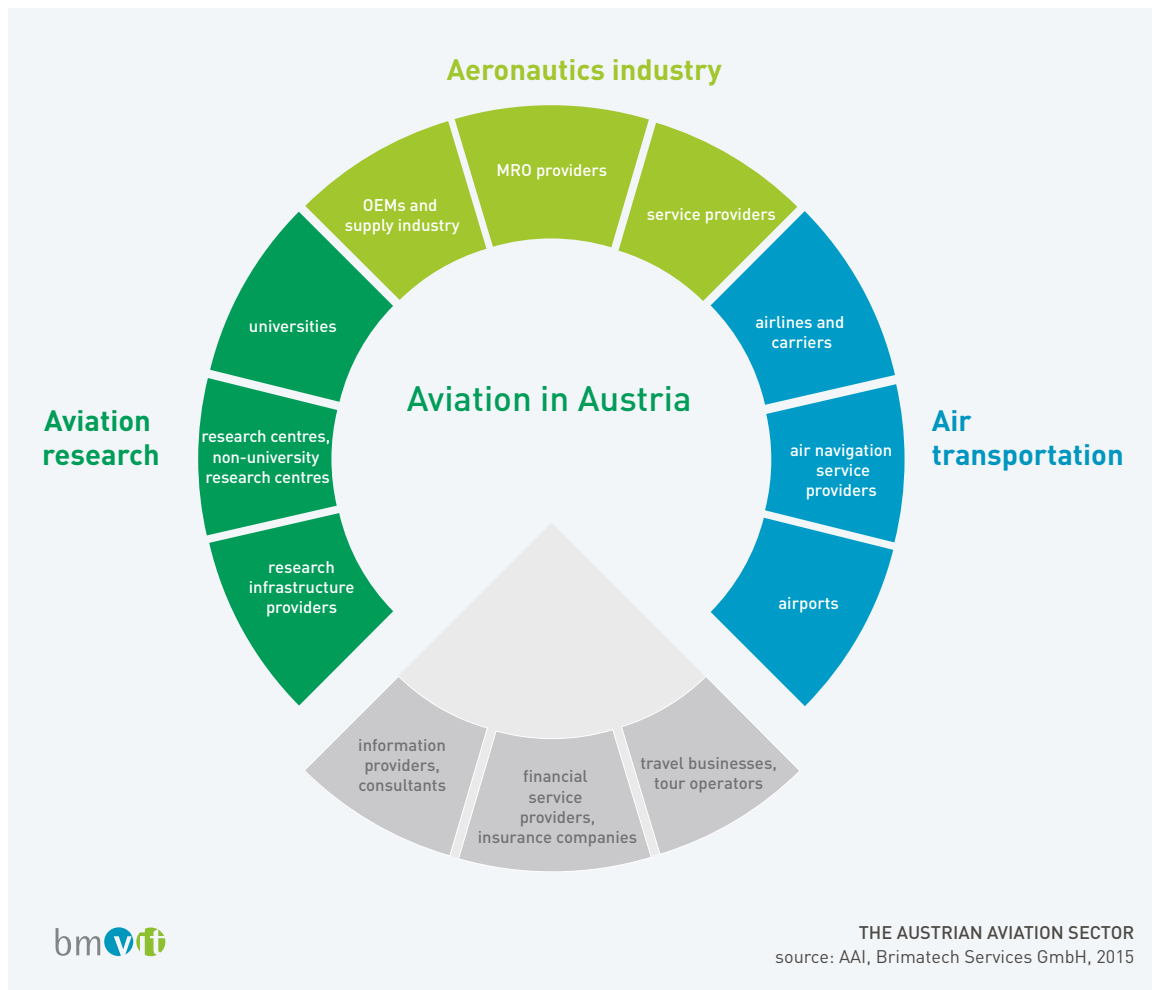 Aeronautics industry
MRO providers
OEMs and
supply industry
service providers
universities
airlines and
carriers
Aviation in Austria
Aviation
research
research centres,
non-university
research centres
air navigation
service
providers
Air
transportation
research
infrastructure
providers
airports
information
providers,
consultants
financial
service
providers,
insurance companies
travel businesses,
tour operators
bmvit
THE AUSTRIAN AVIATION SECTOR
source: AAI, Brimatech Services GmbH, 2015